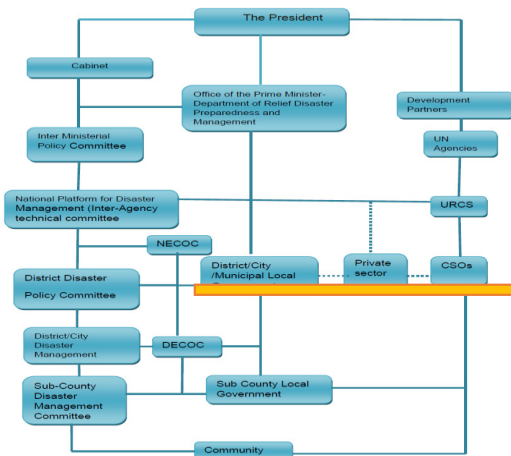 The President
Cabinet
Office of the Prime Minister-
Department of Relief Disaster
Preparedness and
Management
Development
Partners
Inter Ministerial
Policy Committee
UN
Agencies
National Platform for Disaster
Management (Inter-Agency
technical committee
URCS
NECOC
District/City
/Municipal Local
Private
sector
CSOs
District Disaster
Policy Committee
District/City
Disaster
Management
DECOC
Sub-County
Disaster
Management
Committee
Sub County Local
Government
Community